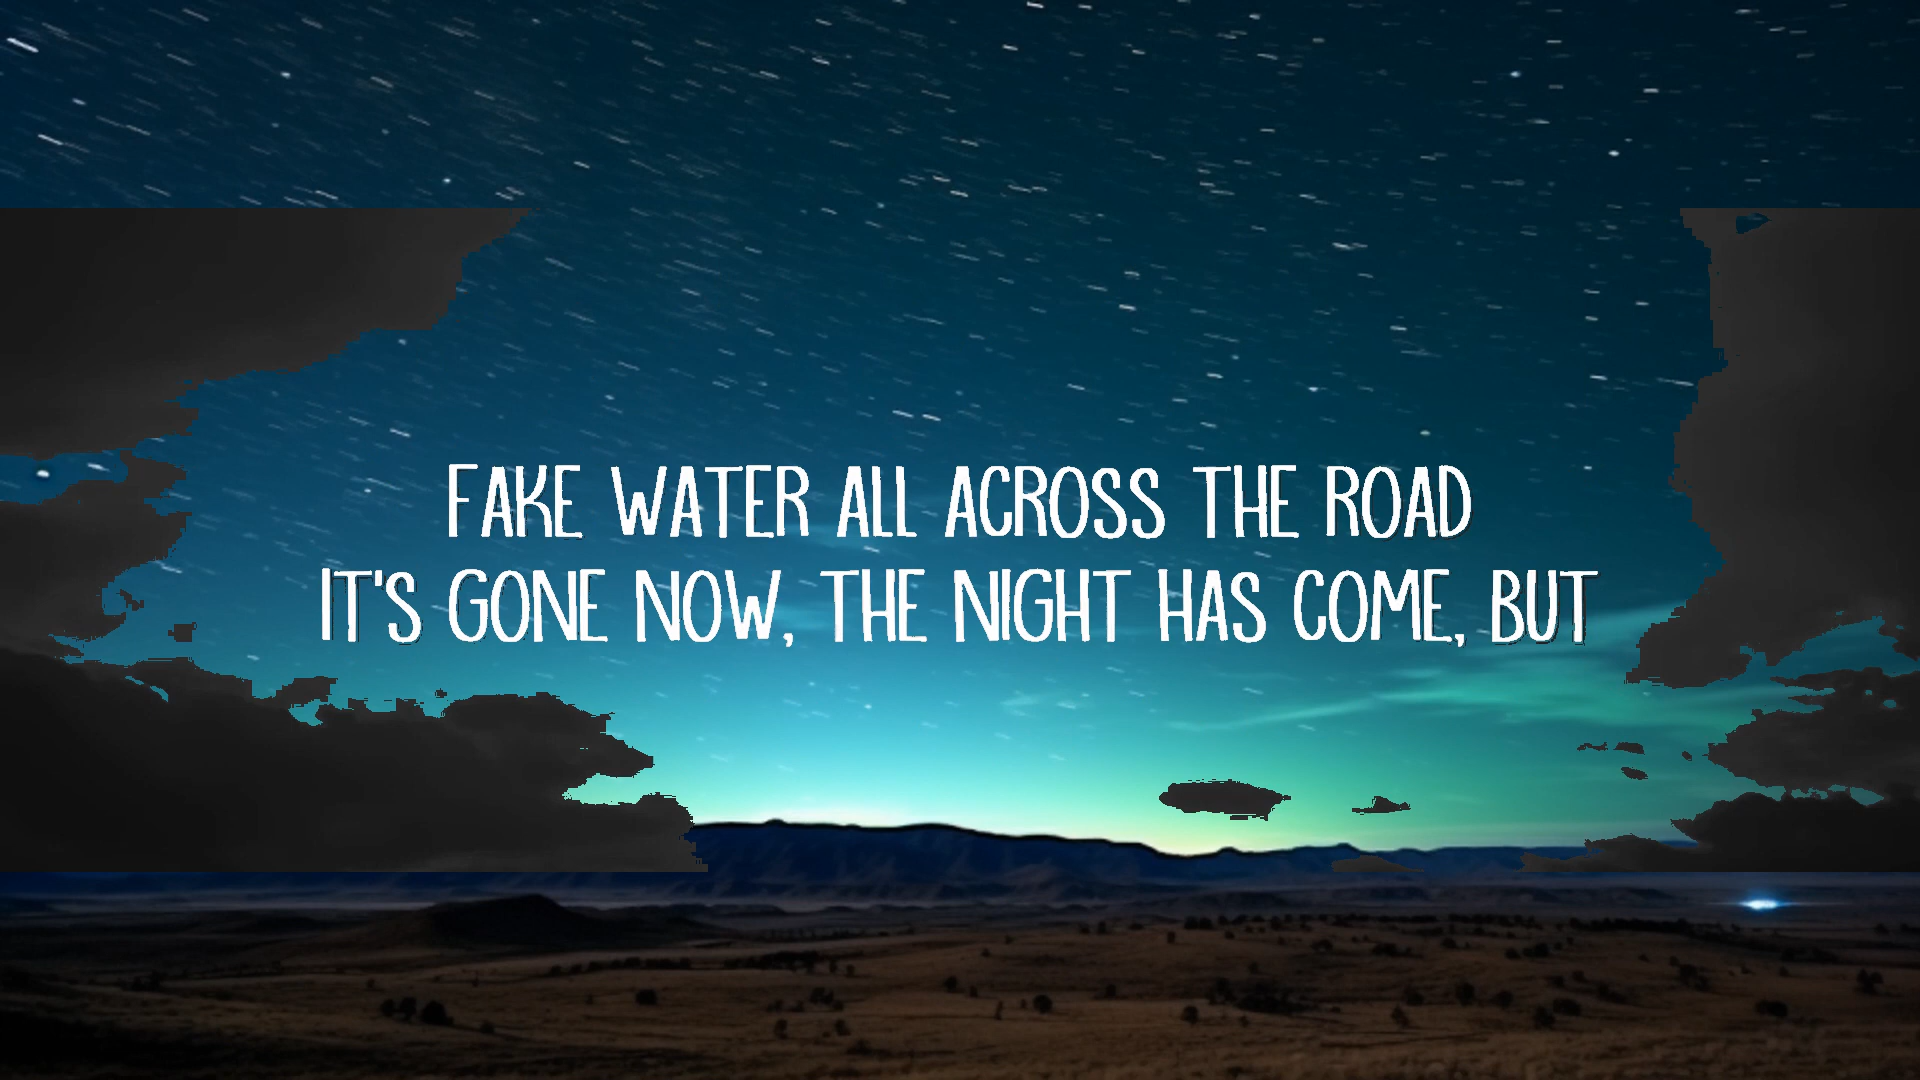 FAKE WATER ALL ACROSS THE ROAD
IT'S GONE NOW, THE NIGHT HAS COME, BUT